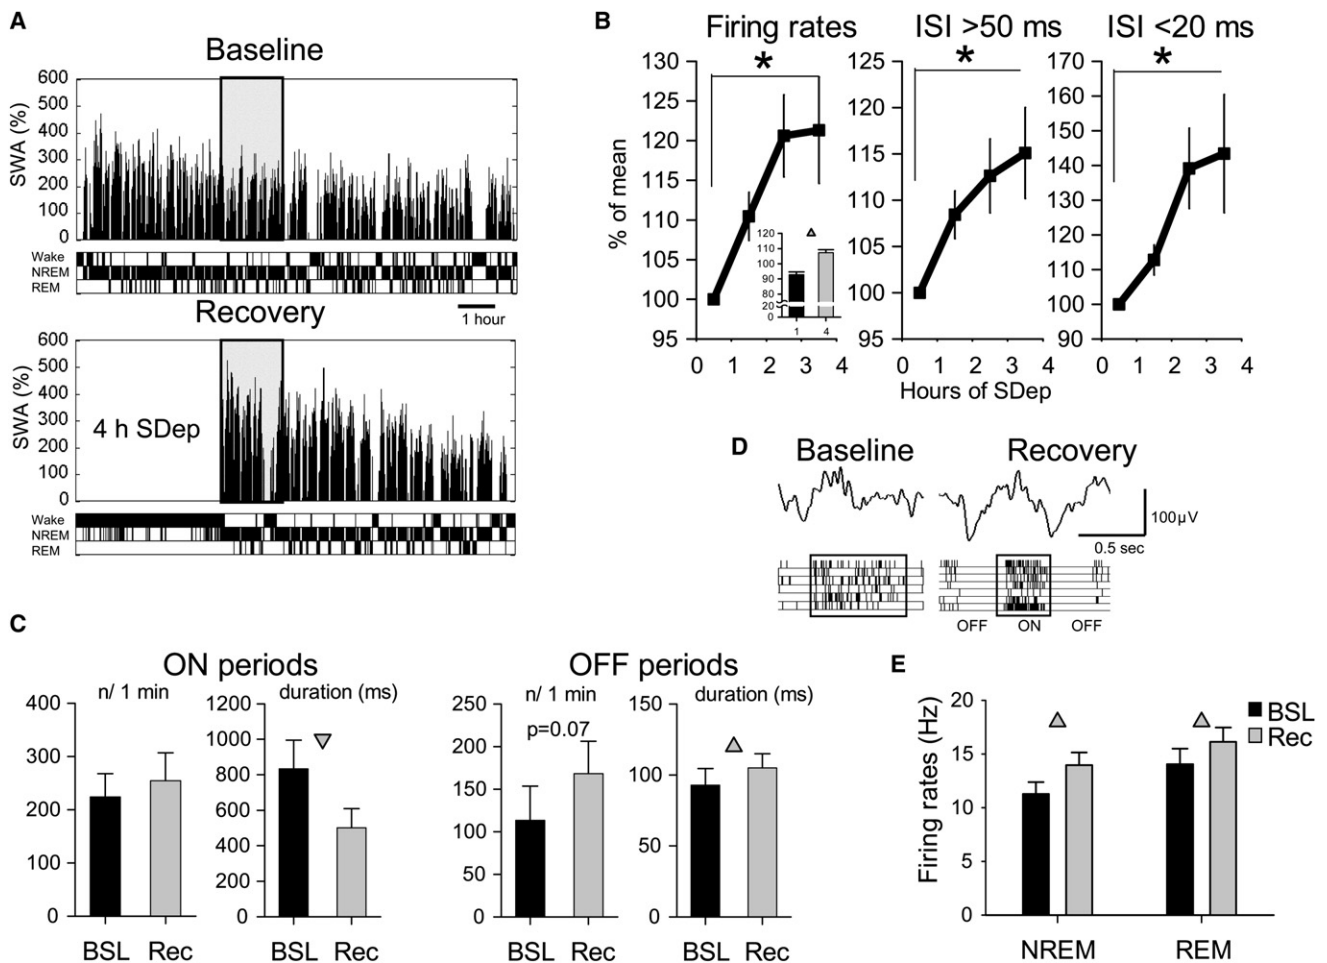 A
Baseline
SWA (%)
600
500
400
300
200
100
0
Wake
NREM
REM
1 hour
Recovery
SWA (%)
600
500
400
300
200
100
0
4 h SDep
Wake
NREM
REM
B
Firing rates
ISI >50 ms
ISI <20 ms
% of mean
*
130
125
120
115
110
105
100
95
0 1 2 3 4
120
110
100
90
80
20
0
1 4
*
125
120
115
110
105
100
95
0 1 2 3 4
*
170
160
150
140
130
120
110
100
90
0 1 2 3 4
Hours of SDep
D
Baseline
Recovery
100µV
0.5 sec
OFF ON OFF
C
ON periods
n/ 1 min
400
300
200
100
0
BSL Rec
duration (ms)
1200
1000
800
600
400
200
0
BSL Rec
OFF periods
n/ 1 min
p=0.07
250
200
150
100
50
0
BSL Rec
duration (ms)
150
100
50
0
BSL Rec
E
Firing rates (Hz)
20
15
10
5
0
BSL
Rec
NREM REM